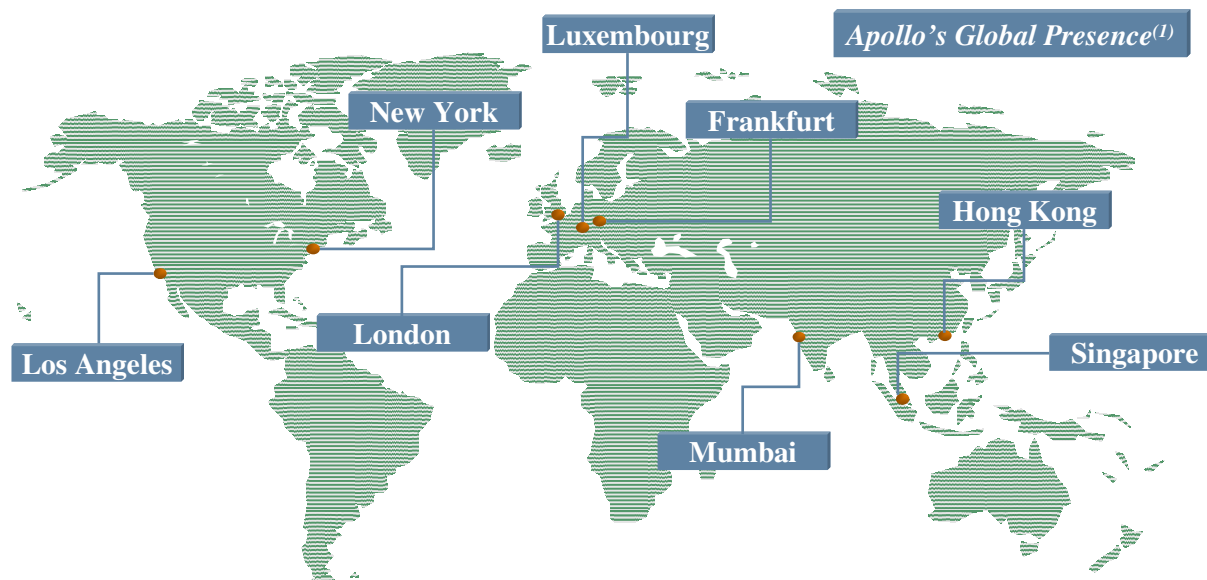 Luxembourg
Apollo's Global Presence(1)
New York
Frankfurt
Hong Kong
London
Los Angeles
Singapore
Mumbai